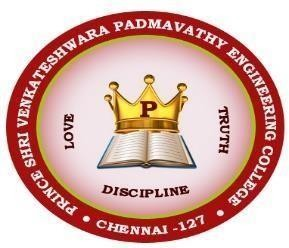 PRINCE SHRI VENKATESHWARA PADMAVATHY ENGINEERING COLLEGE
• CHENNAI -127 •
P
LOVE
TRUTH
DISCIPLINE